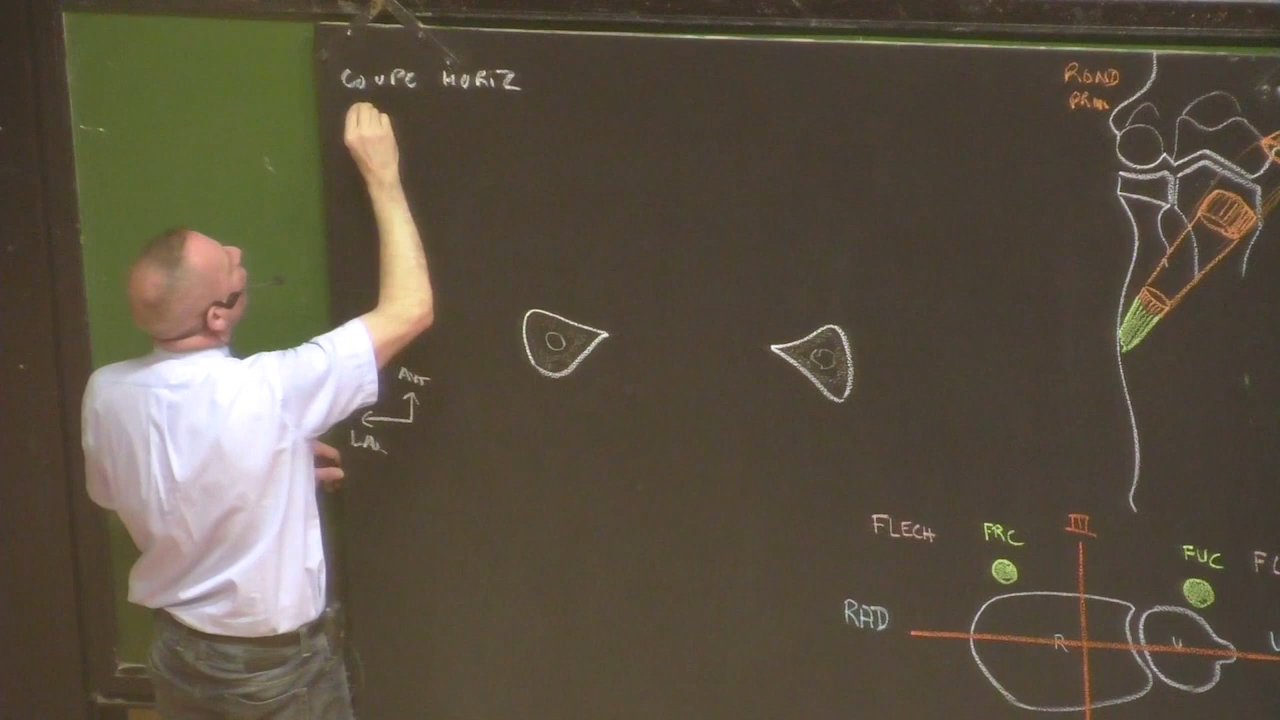 COUPE HORIZ
ROND
PRON
ANT
LAT
FLECH
FRC
III
FUC
RAD
R
U